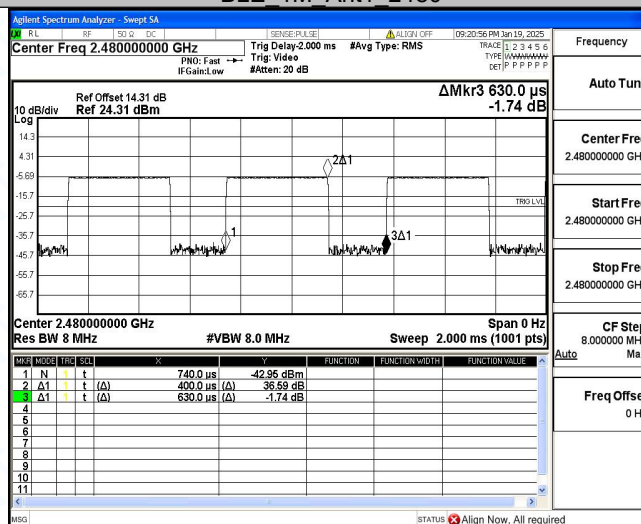 Agilent Spectrum Analyzer - Swept SA
RL RF 50 Ω DC SENSE:PULSE ALIGN OFF 09:20:56 PM Jan 19, 2025
Center Freq 2.480000000 GHz
PNO: Fast
IFGain:Low
Trig Delay-2.000 ms
Trig: Video
#Atten: 20 dB
#Avg Type: RMS
TRACE 1 2 3 4 5 6
TYPE
DET P P P P P P
Ref Offset 14.31 dB
10 dB/div Ref 24.31 dBm
Log
ΔMkr3 630.0 µs
-1.74 dB
14.3
4.31
-5.69
-15.7
-25.7
-35.7
-45.7
-55.7
-65.7
2Δ1
TRIG LVL
1
3Δ1
Center 2.480000000 GHz Span 0 Hz
Res BW 8 MHz #VBW 8.0 MHz Sweep 2.000 ms (1001 pts)
MKR MODE TRC SCL X Y FUNCTION FUNCTION WIDTH FUNCTION VALUE
1 N 1 t 740.0 µs -42.95 dBm
2 Δ1 1 t (Δ) 400.0 µs (Δ) 36.59 dB
3 Δ1 1 t (Δ) 630.0 µs (Δ) -1.74 dB
4
5
6
7
8
9
10
11
MSG STATUS Align Now, All required
Frequency
Auto Tun
Center Fre
2.480000000 GH
Start Fre
2.480000000 GH
Stop Fre
2.480000000 GH
CF Step
8.000000 MH
Auto Ma
Freq Offse
0 H